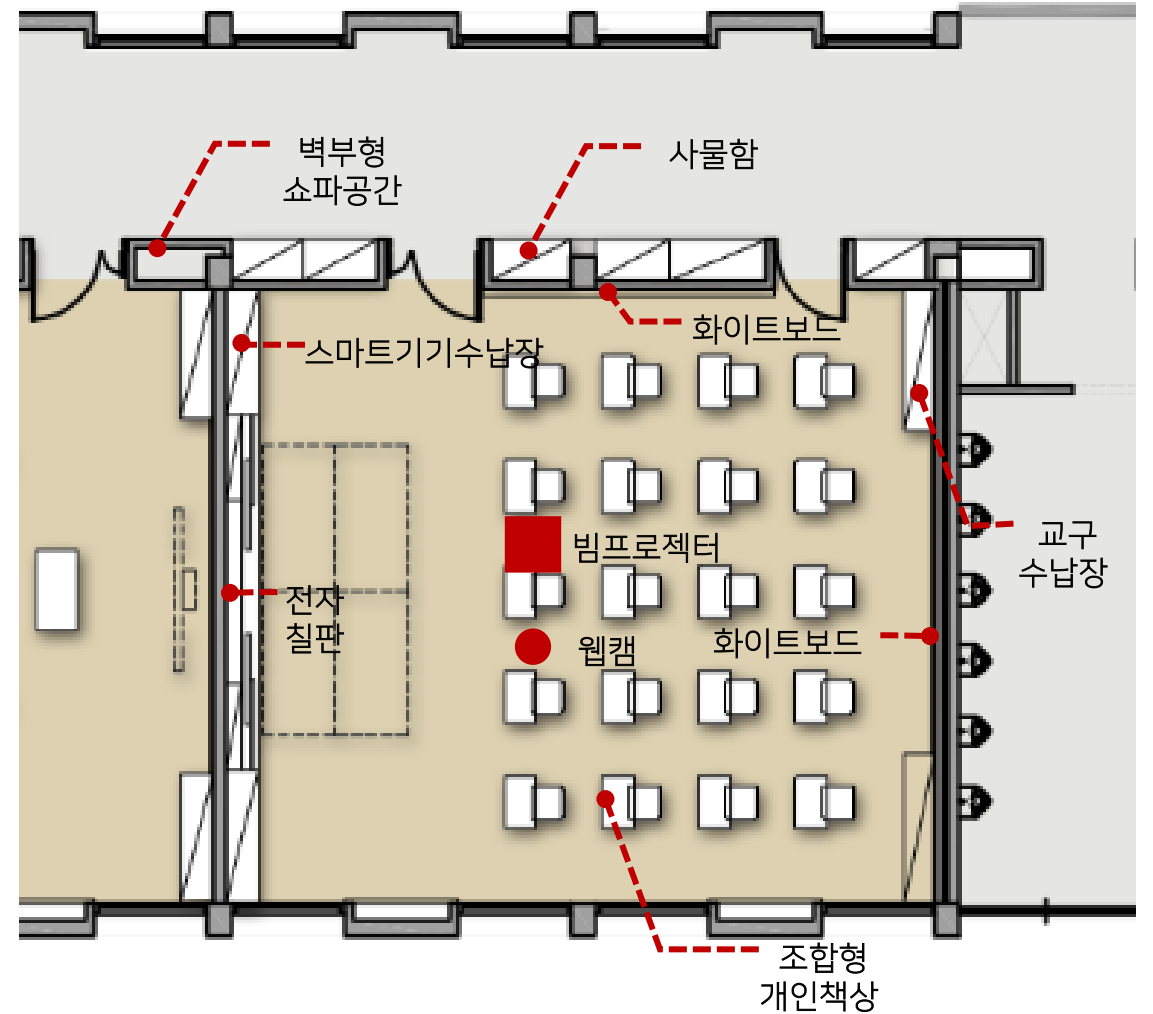 벽부형
쇼파공간
사물함
화이트보드
스마트기기수납장
빔프로젝터
교구
수납장
전자
칠판
웹캠
화이트보드
조합형
개인책상